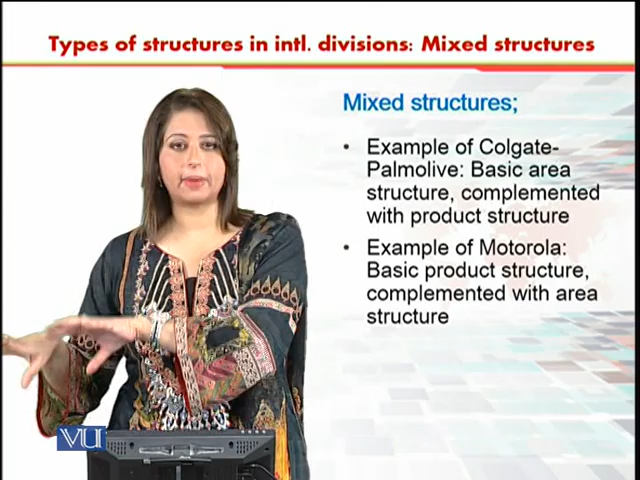 Types of structures in intl. divisions: Mixed structures
Mixed structures;
• Example of Colgate-
Palmolive: Basic area
structure, complemented
with product structure
• Example of Motorola:
Basic product structure,
complemented with area
structure
VU